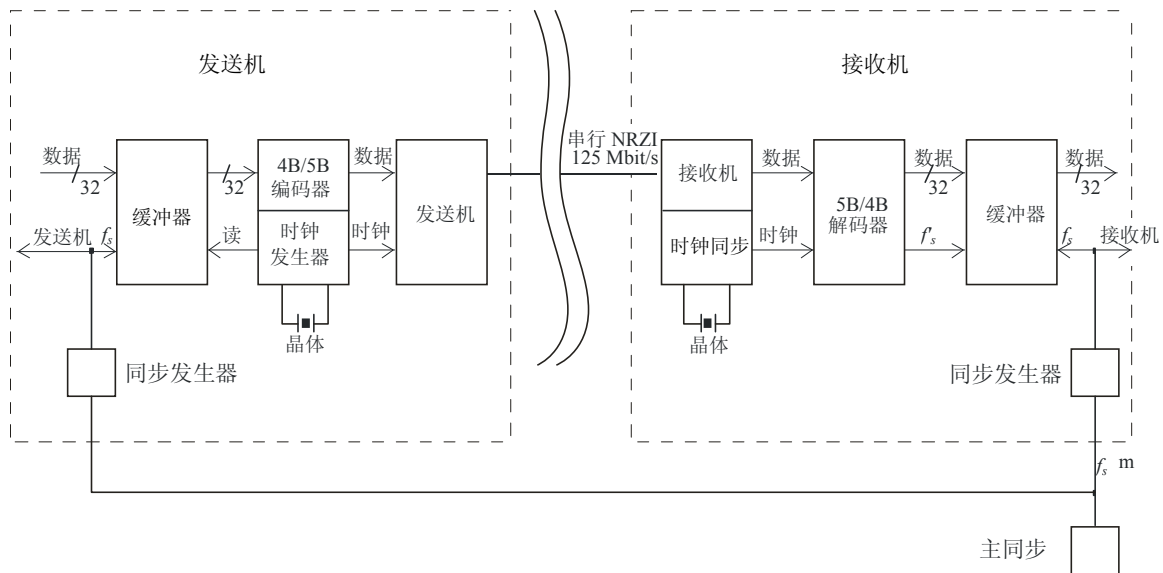 发送机
接收机
串行 NRZI
125 Mbit/s
数据
32
缓冲器
32
4B/5B
编码器
数据
发送机
接收机
数据
5B/4B
解码器
数据
32
缓冲器
数据
32
发送机
fs
读
时钟
发生器
时钟
时钟同步
时钟
f's
fs
接收机
晶体
晶体
同步发生器
同步发生器
fs m
主同步